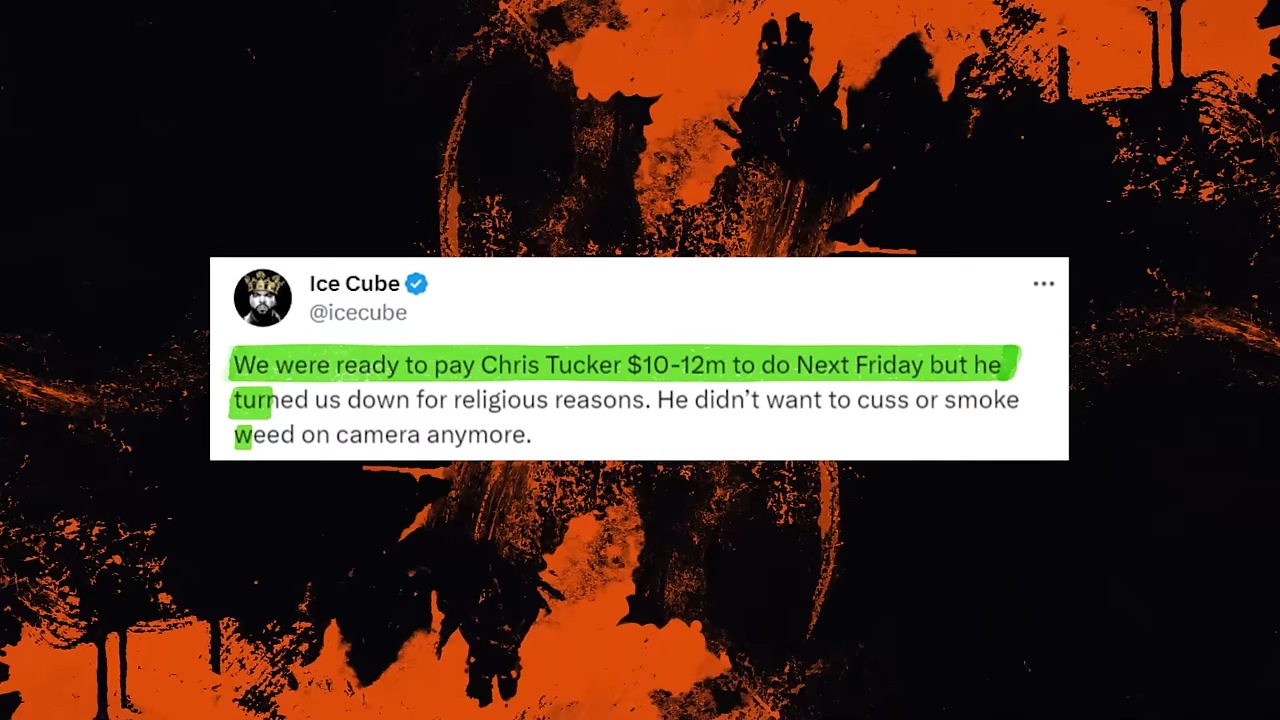 Ice Cube
@icecube
We were ready to pay Chris Tucker $10-12m to do Next Friday but he
turned us down for religious reasons. He didn’t want to cuss or smoke
weed on camera anymore.